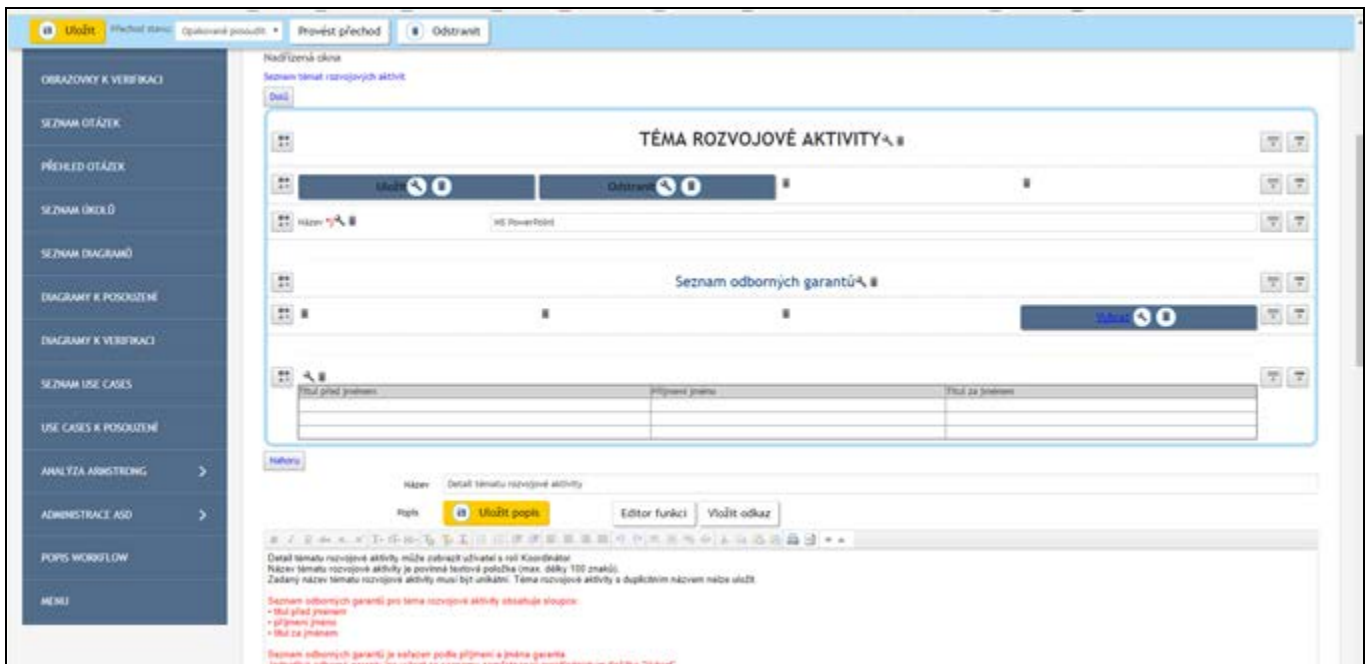 Uložit Přechod stavu: Opakovaně posoudit Provést přechod Odstranit
Nadřízená okna
Seznam témat rozvojových aktivit
Dolů
OBRAZOVKY K VERIFIKACI
SEZNAM OTÁZEK
PŘEHLED OTÁZEK
SEZNAM ÚKOLŮ
SEZNAM DIAGRAMŮ
DIAGRAMY K POSOUZENÍ
DIAGRAMY K VERIFIKACI
SEZNAM USE CASES
USE CASES K POSOUZENÍ
ANALÝZA ARMSTRONG
ADMINISTRACE ASD
POPIS WORKFLOW
MENU
TÉMA ROZVOJOVÉ AKTIVITY
Uložit Odstranit
Název MS PowerPoint
Seznam odborných garantů
Vybrat
Titul před jménem Příjmení jméno Titul za jménem
Nahoru
Název Detail tématu rozvojové aktivity
Popis Uložit popis Editor funkcí Vložit odkaz
Detail tématu rozvojové aktivity může zobrazit uživatel s rolí Koordinátor.
Název tématu rozvojové aktivity je povinná textová položka (max. délky 100 znaků).
Zadaný název tématu rozvojové aktivity musí být unikátní. Téma rozvojové aktivity s duplicitním názvem nelze uložit.
Seznam odborných garantů pro téma rozvojové aktivity obsahuje sloupce:
• titul před jménem
• příjmení jméno
• titul za jménem
Seznam odborných garantů je seřazen podle příjmení a jména garanta